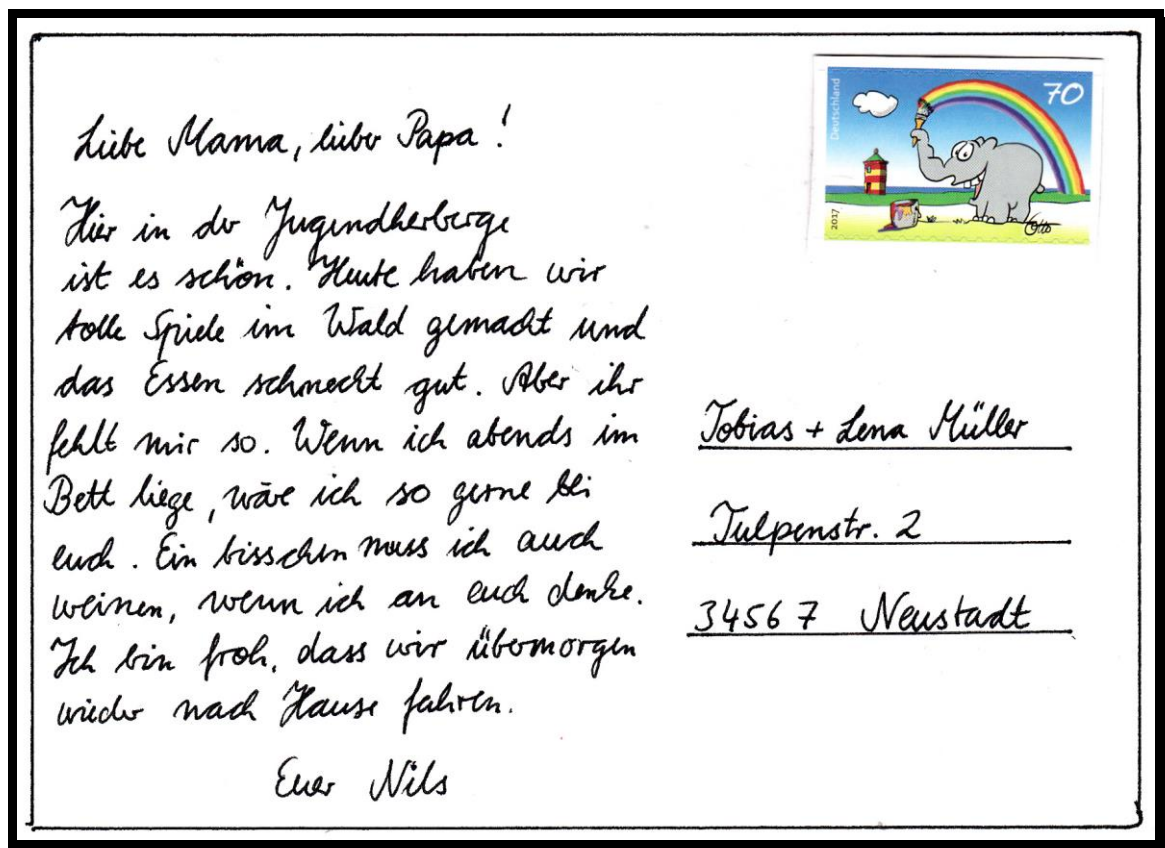 Liebe Mama, lieber Papa!
Hier in der Jugendherberge
ist es schön. Heute haben wir
tolle Spiele im Wald gemacht und
das Essen schmeckt gut. Aber ihr
fehlt mir so. Wenn ich abends im
Bett liege, wäre ich so gerne bei
euch. Ein bisschen muss ich auch
weinen, wenn ich an euch denke.
Ich bin froh, dass wir übermorgen
wieder nach Hause fahren.
Euer Nils
Deutschland
70
2017
Otto
Tobias + Lena Müller
Tulpenstr. 2
34567 Neustadt